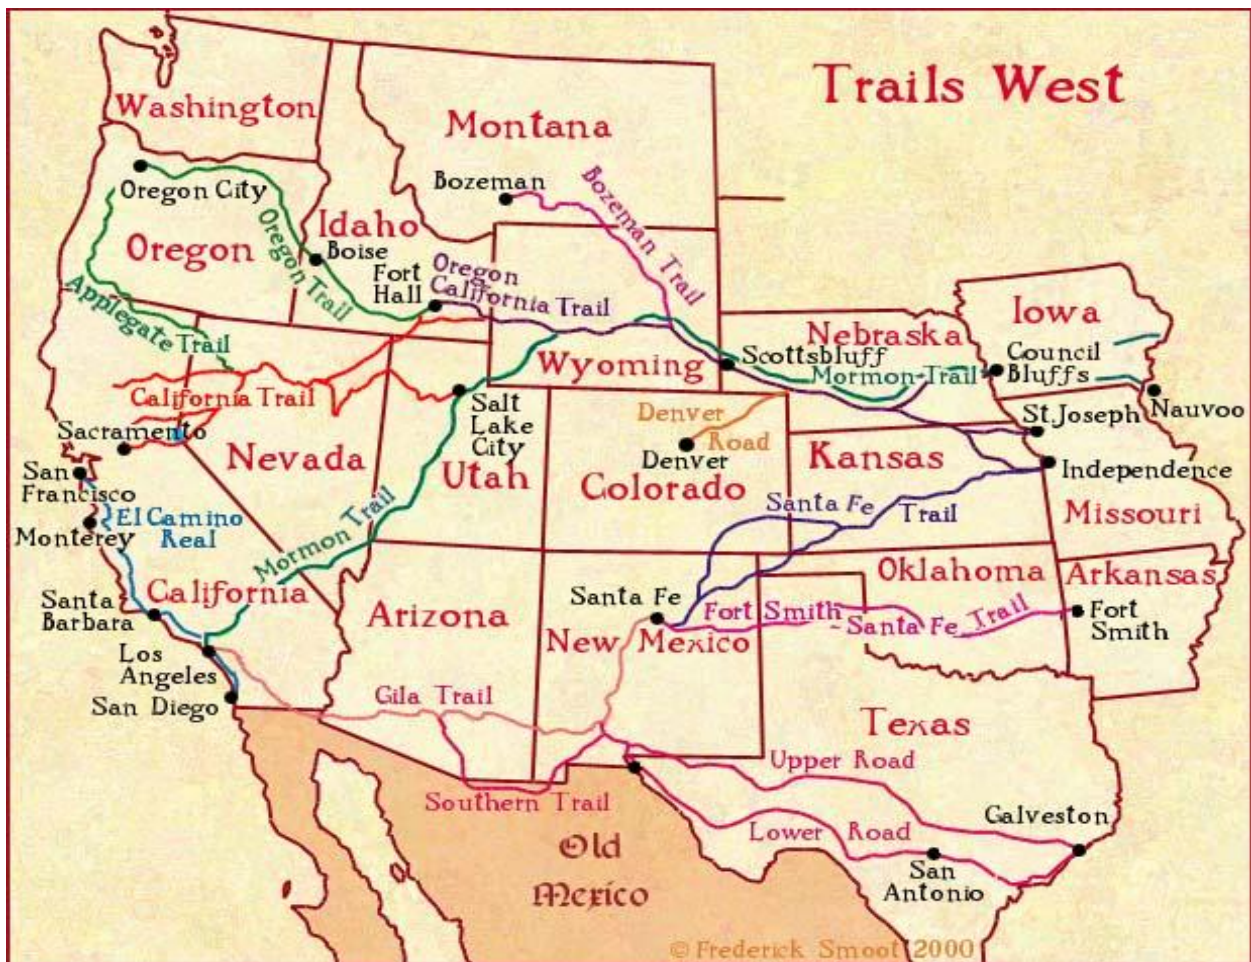 Trails West
Washington
Montana
Oregon City
Bozeman
Bozeman Trail
Idaho
Oregon
Oregon Trail
Boise
Fort
Hall
Oregon
California Trail
Applegate Trail
Iowa
Nebraska
Wyoming
Scottsbluff
Mormon Trail
Council
Bluffs
California Trail
Salt
Lake
City
Denver
Road
Denver
St. Joseph
Nauvoo
Sacramento
Nevada
Utah
Colorado
Kansas
Independence
San
Francisco
Santa Fe
Trail
Missouri
El Camino
Real
Monterey
Mormon Trail
California
Oklahoma
Arkansas
Santa
Barbara
Arizona
Santa Fe
New Mexico
Fort Smith
-Santa Fe Trail
Fort
Smith
Los
Angeles
San Diego
Gila Trail
Texas
Upper Road
Southern Trail
Galveston
Lower Road
Old
Mexico
San
Antonio
© Frederick Smoot 2000